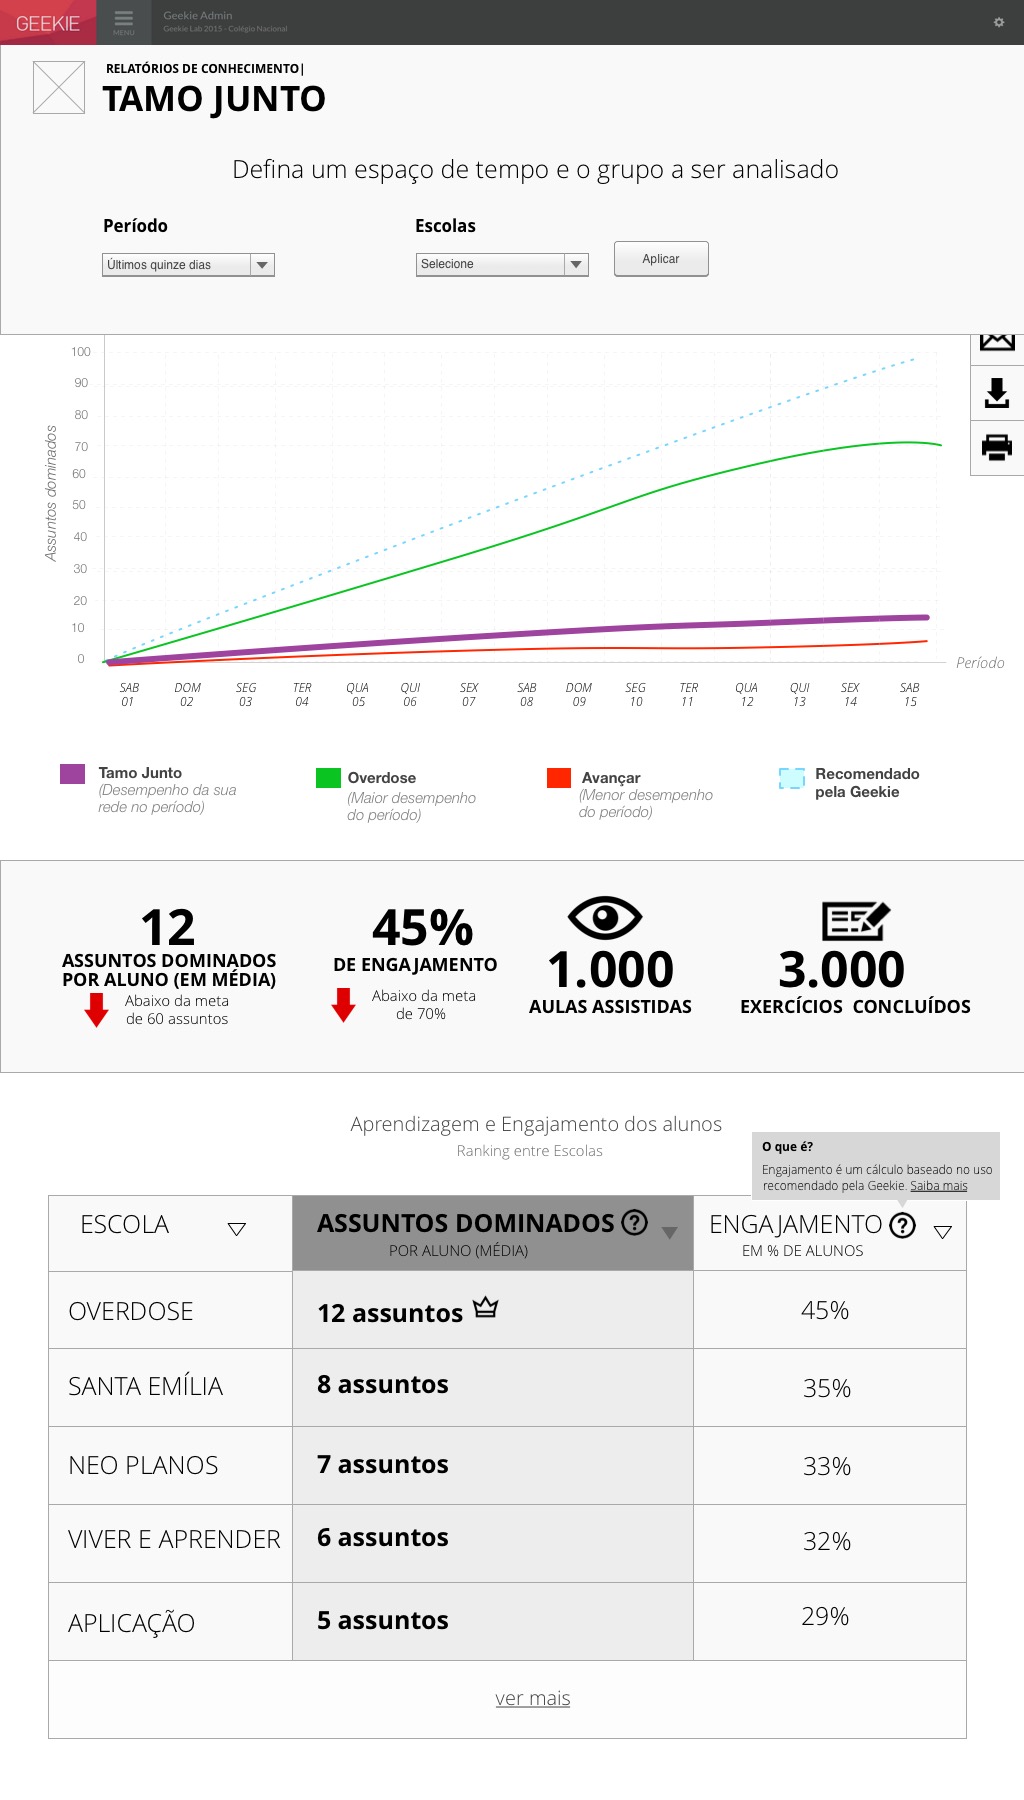 GEEKIE
MENU
Geekie Admin
Geekie Lab 2015 - Colégio Nacional
RELATÓRIOS DE CONHECIMENTO|
TAMO JUNTO
Defina um espaço de tempo e o grupo a ser analisado
Período
Escolas
Últimos quinze dias
Selecione
Aplicar
Assuntos dominados
100
90
80
70
60
50
40
30
20
10
0
Período
SAB DOM SEG TER QUA QUI SEX SAB DOM SEG TER QUA QUI SEX SAB
01 02 03 04 05 06 07 08 09 10 11 12 13 14 15
Tamo Junto
(Desempenho da sua
rede no período)
Overdose
(Maior desempenho
do período)
Avançar
(Menor desempenho
do período)
Recomendado
pela Geekie
12
ASSUNTOS DOMINADOS
POR ALUNO (EM MÉDIA)
Abaixo da meta
de 60 assuntos
45%
DE ENGAJAMENTO
Abaixo da meta
de 70%
1.000
AULAS ASSISTIDAS
3.000
EXERCÍCIOS CONCLUÍDOS
Aprendizagem e Engajamento dos alunos
Ranking entre Escolas
O que é?
Engajamento é um cálculo baseado no uso
recomendado pela Geekie. Saiba mais
ESCOLA
ASSUNTOS DOMINADOS ?
POR ALUNO (MÉDIA)
ENGAJAMENTO ?
EM % DE ALUNOS
OVERDOSE 12 assuntos 45%
SANTA EMÍLIA 8 assuntos 35%
NEO PLANOS 7 assuntos 33%
VIVER E APRENDER 6 assuntos 32%
APLICAÇÃO 5 assuntos 29%
ver mais